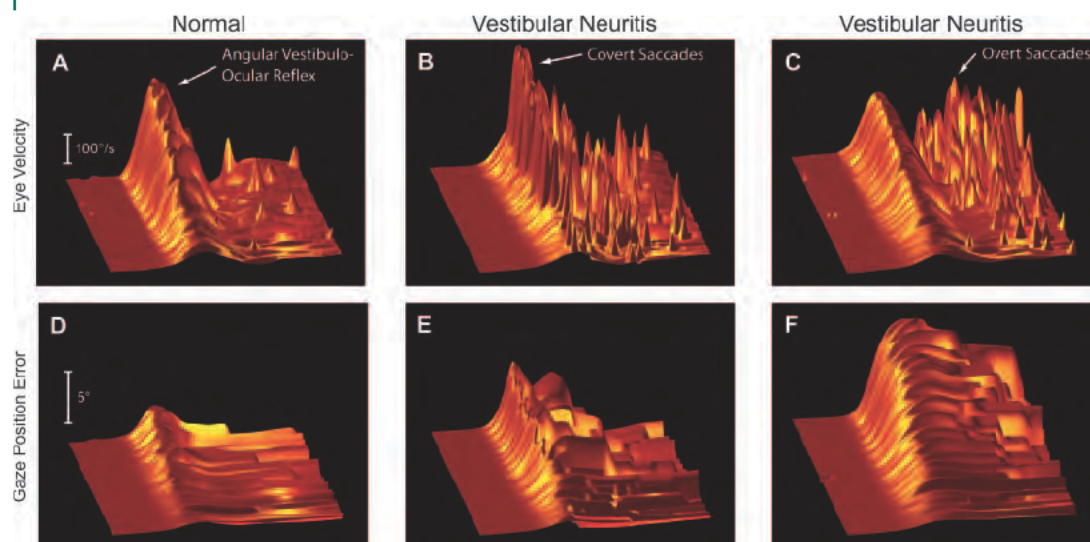 Normal
Vestibular Neuritis
Vestibular Neuritis
Eye Velocity
A
Angular Vestibulo-
Ocular Reflex
100°/s
B
Covert Saccades
C
Overt Saccades
Gaze Position Error
D
5°
E
F